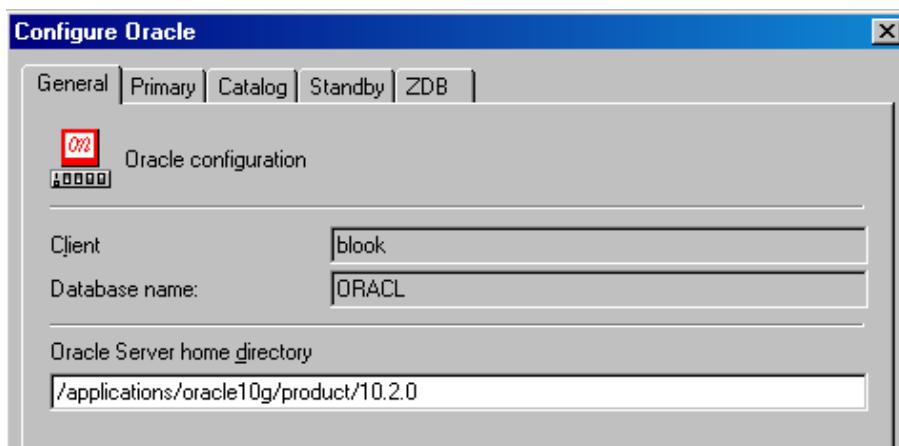 Configure Oracle
General Primary Catalog Standby ZDB
Oracle configuration
Client blook
Database name: ORACL
Oracle Server home directory
/applications/oracle10g/product/10.2.0